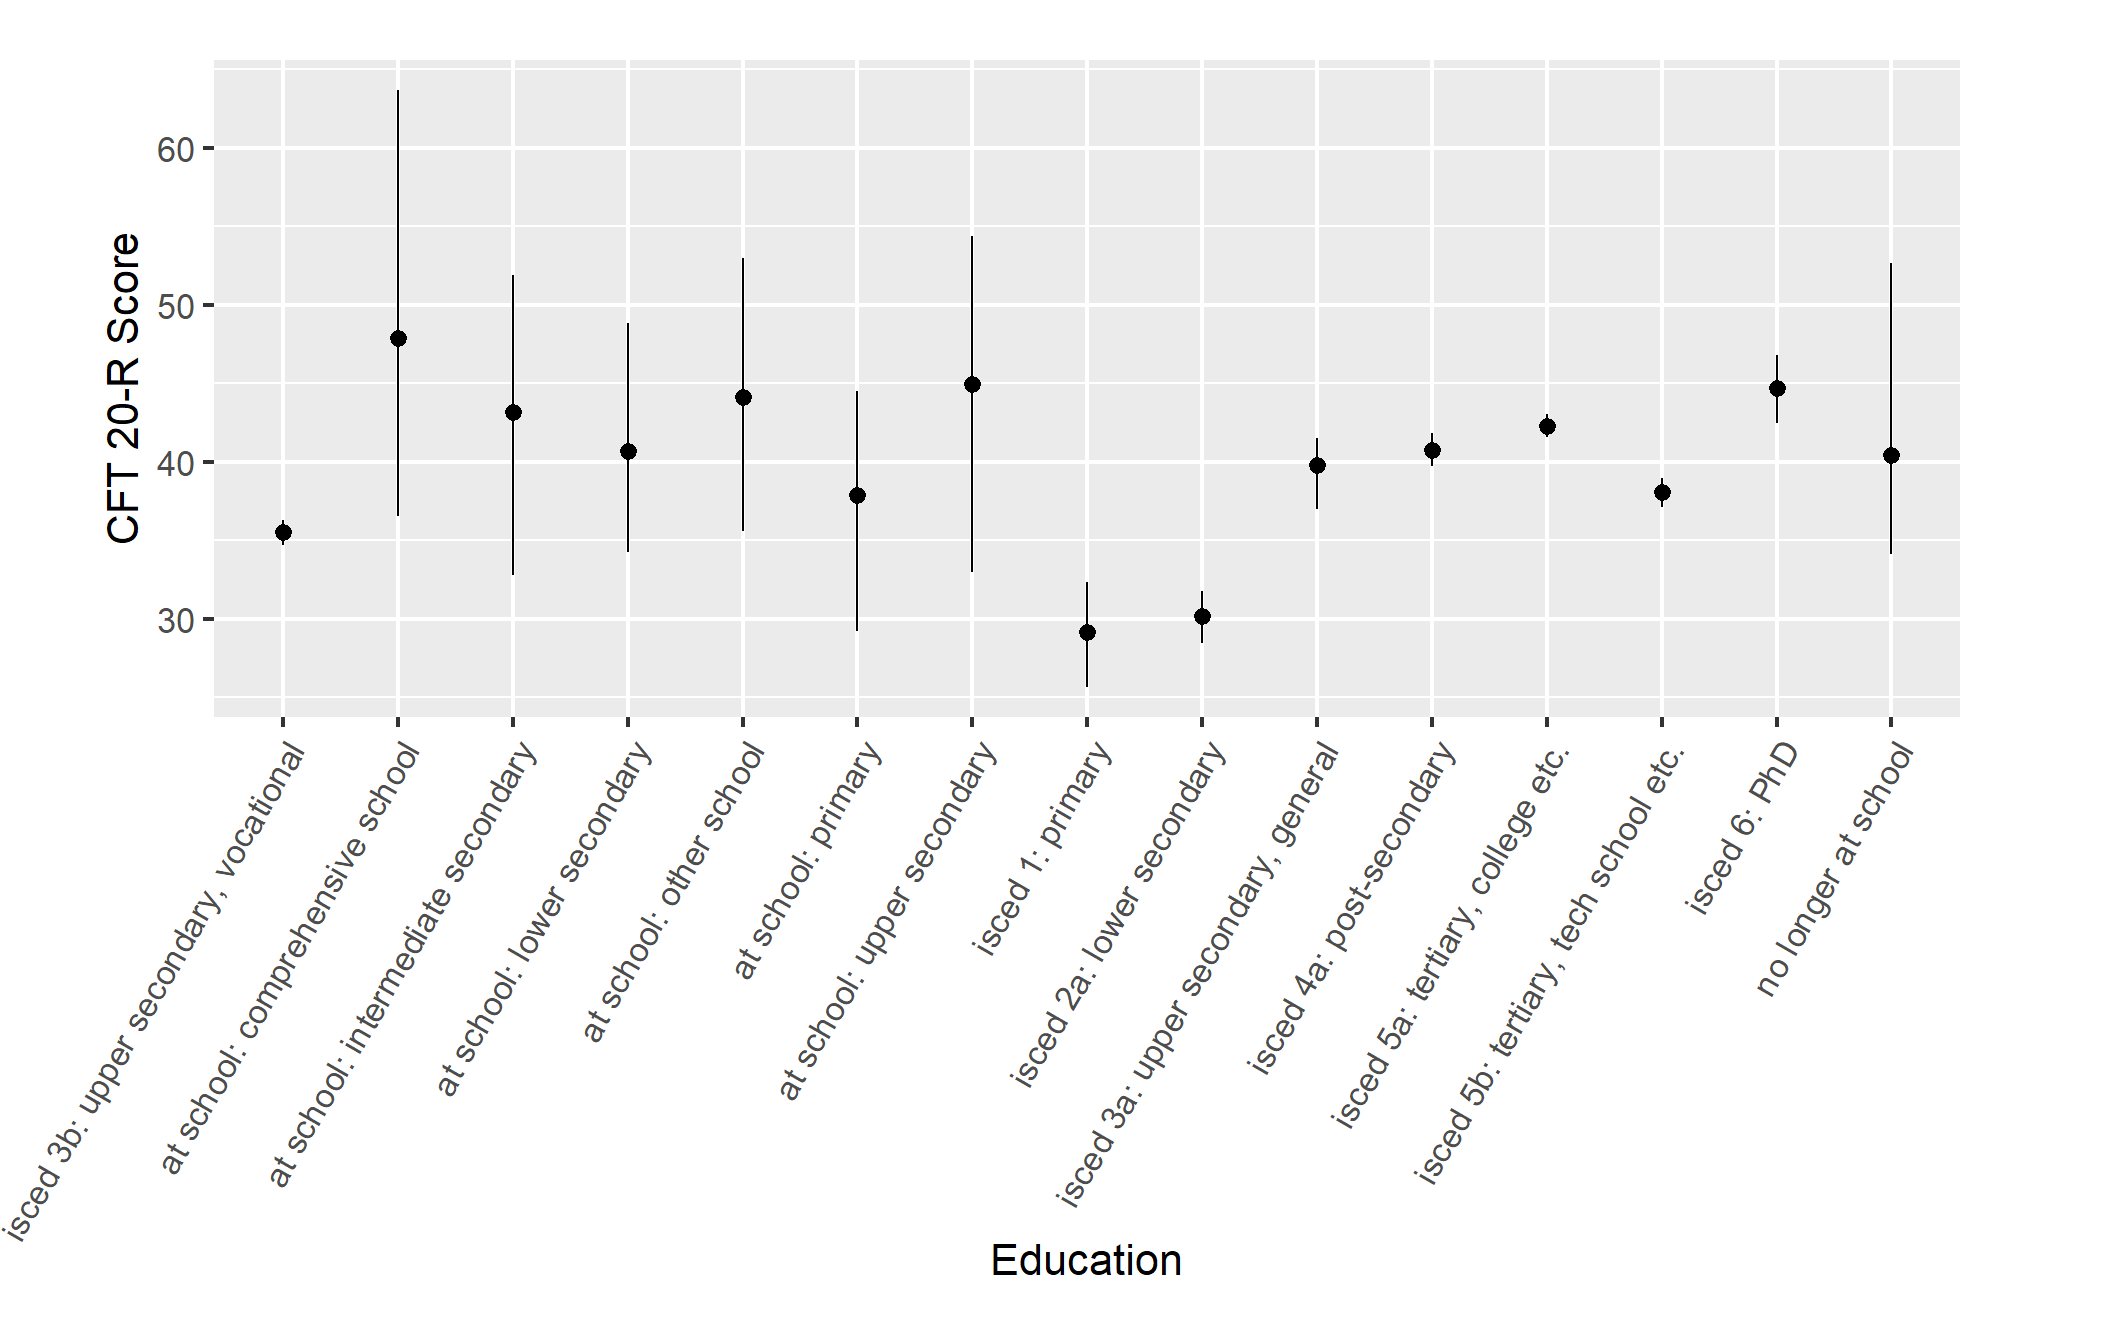 CFT 20-R Score
60
50
40
30
isced 3b: upper secondary, vocational
at school: comprehensive school
at school: intermediate secondary
at school: lower secondary
at school: other school
at school: primary
at school: upper secondary
isced 1: primary
isced 2a: lower secondary
isced 3a: upper secondary, general
isced 4a: post-secondary
isced 5a: tertiary, college etc.
isced 5b: tertiary, tech school etc.
isced 6: PhD
no longer at school
Education